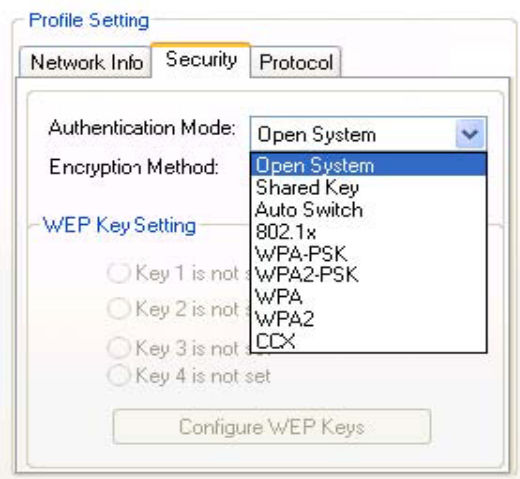 Profile Setting
Network Info Security Protocol
Authentication Mode: Open System
Encryption Method: Open System
Shared Key
Auto Switch
WEP Key Setting
802.1x
WPA-PSK
Key 1 is not
WPA2-PSK
WPA
Key 2 is not
WPA2
Key 3 is not
CCX
Key 4 is not set
Configure WEP Keys